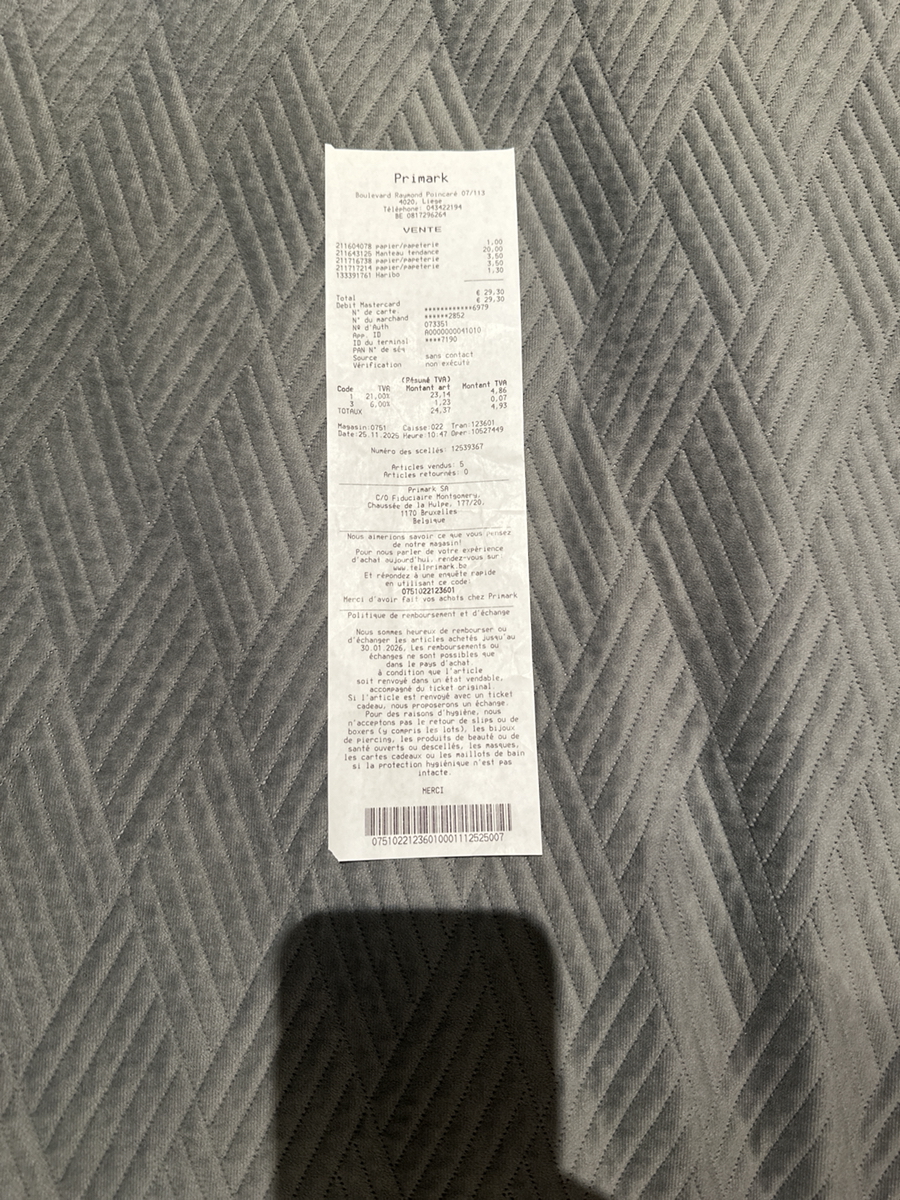 Primark
Boulevard Raymond Poincaré 07/113
4020, Liege
Téléphone: 043422194
BE 0817296264
VENTE
211604078 papier/papeterie 1.00
211643125 Manteau tendance 20.00
211716738 papier/papeterie 3.50
211717214 papier/papeterie 3.50
133391761 Haribo 1.30
Total € 29.30
Debit Mastercard € 29.30
N° de carte ************6979
N° du marchand ******2852
Nº d'Auth 073351
App. ID A0000000041010
ID du terminal ****7190
PAN N° de séq
Source sans contact
Vérification non exécuté
(Résumé TVA)
Code TVA Montant art Montant TVA
1 21,00% 23,14 4,86
3 6,00% 1,23 0,07
TOTAUX 24,37 4,93
Magasin:0751 Caisse:022 Tran:123601
Date:25.11.2025 Heure:10:47 Oper:10527449
Numéro des scellés: 12539367
Articles vendus: 5
Articles retournés: 0
Primark SA
C/O Fiduciaire Montgomery,
Chaussée de la Hulpe, 177/20,
1170 Bruxelles
Belgique
Nous aimerions savoir ce que vous pensez
de notre magasin!
Pour nous parler de votre expérience
d'achat aujourd'hui, rendez-vous sur:
www.tellprimark.be
Et répondez à une enquête rapide
en utilisant ce code:
0751022123601
Merci d'avoir fait vos achats chez Primark
Politique de remboursement et d'échange
Nous sommes heureux de rembourser ou
d'échanger les articles achetés jusqu'au
30.01.2026. Les remboursements ou
échanges ne sont possibles que
dans le pays d'achat.
à condition que l'article
soit renvoyé dans un état vendable,
accompagné du ticket original.
Si l'article est renvoyé avec un ticket
cadeau, nous proposerons un échange.
Pour des raisons d'hygiène, nous
n'acceptons pas le retour de slips ou de
boxers (y compris les lots), les bijoux
de piercing, les produits de beauté ou de
santé ouverts ou descellés, les masques,
les cartes cadeaux ou les maillots de bain
si la protection hygiénique n'est pas
intacte.
MERCI
07510221236010001112525007